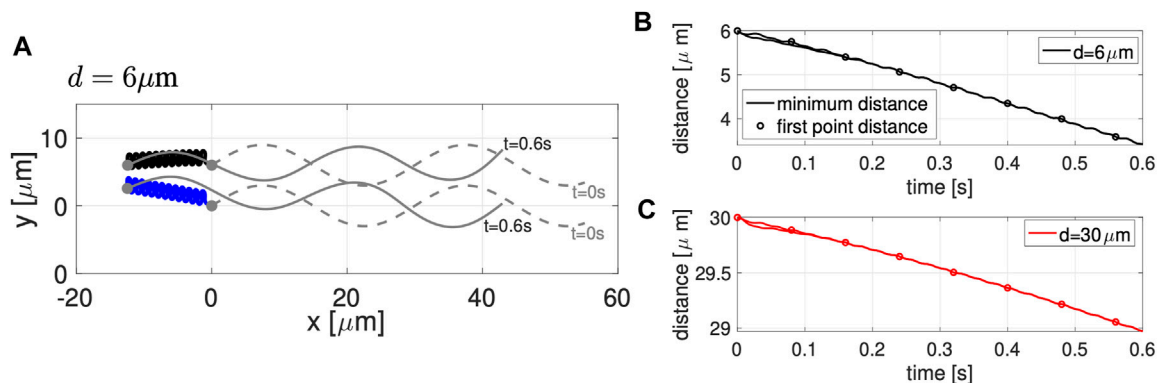 A
d = 6μm
10
0
0
y [μm]
-20
0
20
40
60
x [μm]
t=0.6s
t=0s
t=0.6s
t=0s
B
6
5
4
distance [μ m]
d=6μm
minimum distance
first point distance
0
0.1
0.2
0.3
0.4
0.5
0.6
time [s]
C
30
29.5
29
distance [μ m]
d=30μm
0
0.1
0.2
0.3
0.4
0.5
0.6
time [s]